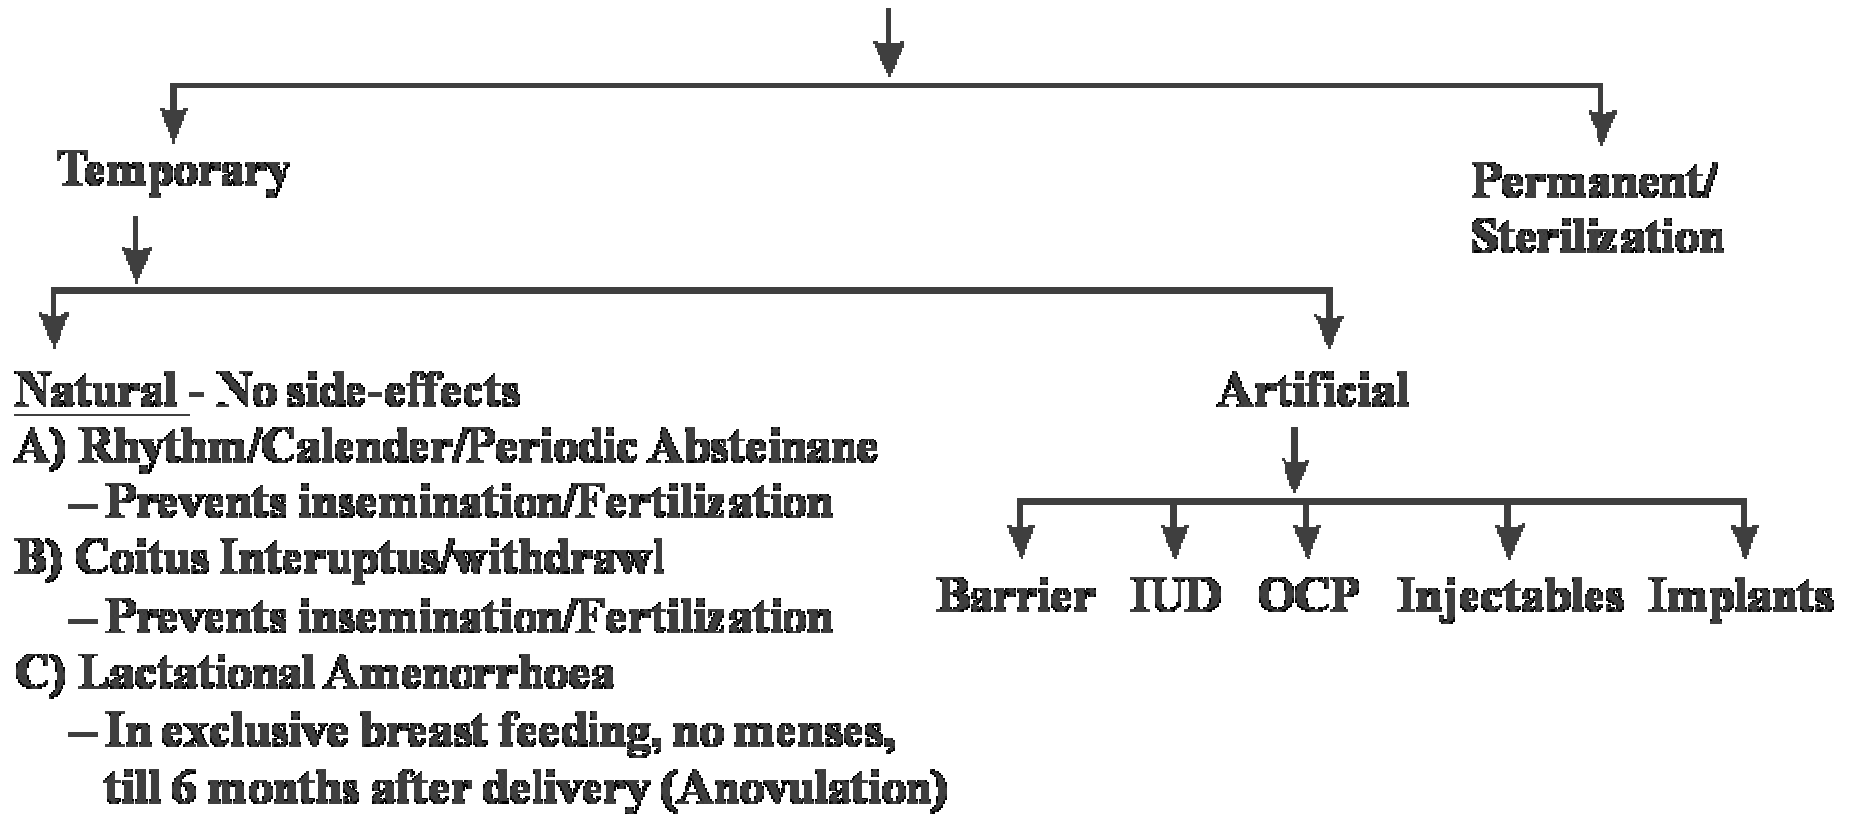 Temporary
Permanent/
Sterilization
Natural - No side-effects
A) Rhythm/Calender/Periodic Absteinane
– Prevents insemination/Fertilization
B) Coitus Interuptus/withdrawl
– Prevents insemination/Fertilization
C) Lactational Amenorrhoea
– In exclusive breast feeding, no menses,
till 6 months after delivery (Anovulation)
Artificial
Barrier IUD OCP Injectables Implants